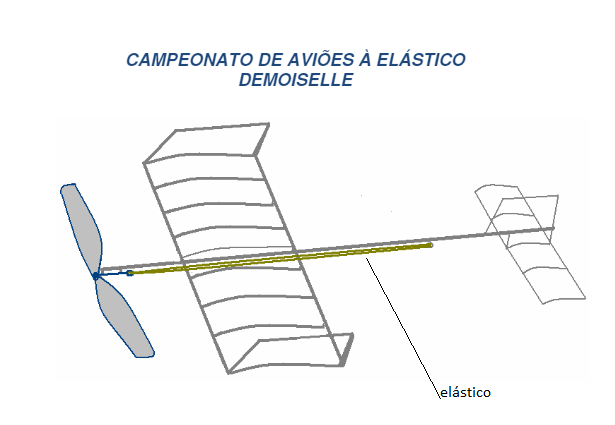 CAMPEONATO DE AVIÕES À ELÁSTICO
DEMOISELLE
elástico